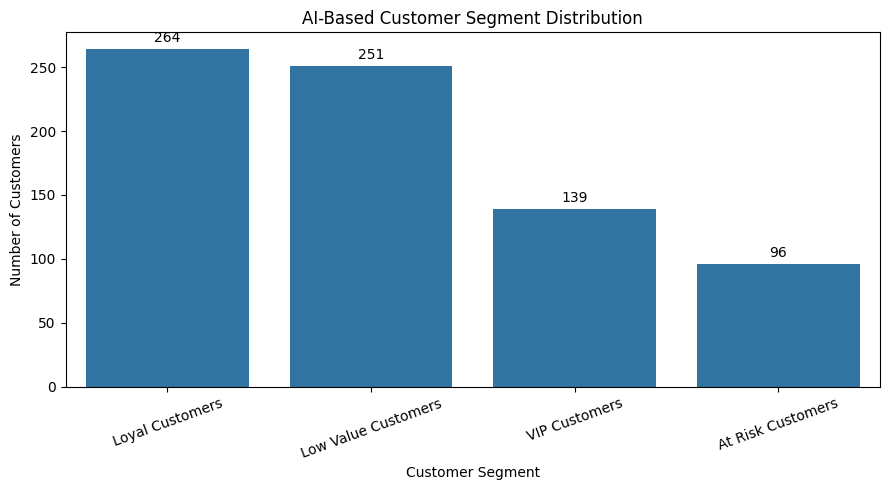 AI-Based Customer Segment Distribution
264
251
139
96
250
200
150
100
50
0
Number of Customers
Loyal Customers
Low Value Customers
VIP Customers
At Risk Customers
Customer Segment